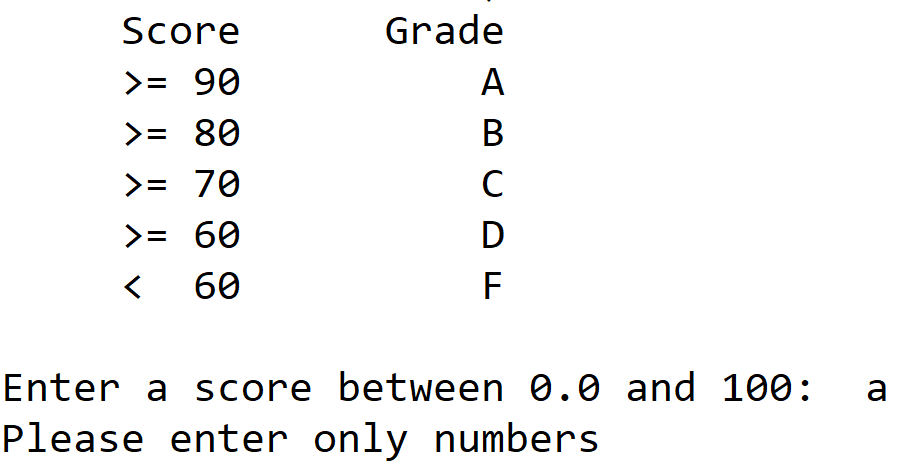 Score Grade
>= 90 A
>= 80 B
>= 70 C
>= 60 D
< 60 F
Enter a score between 0.0 and 100: a
Please enter only numbers